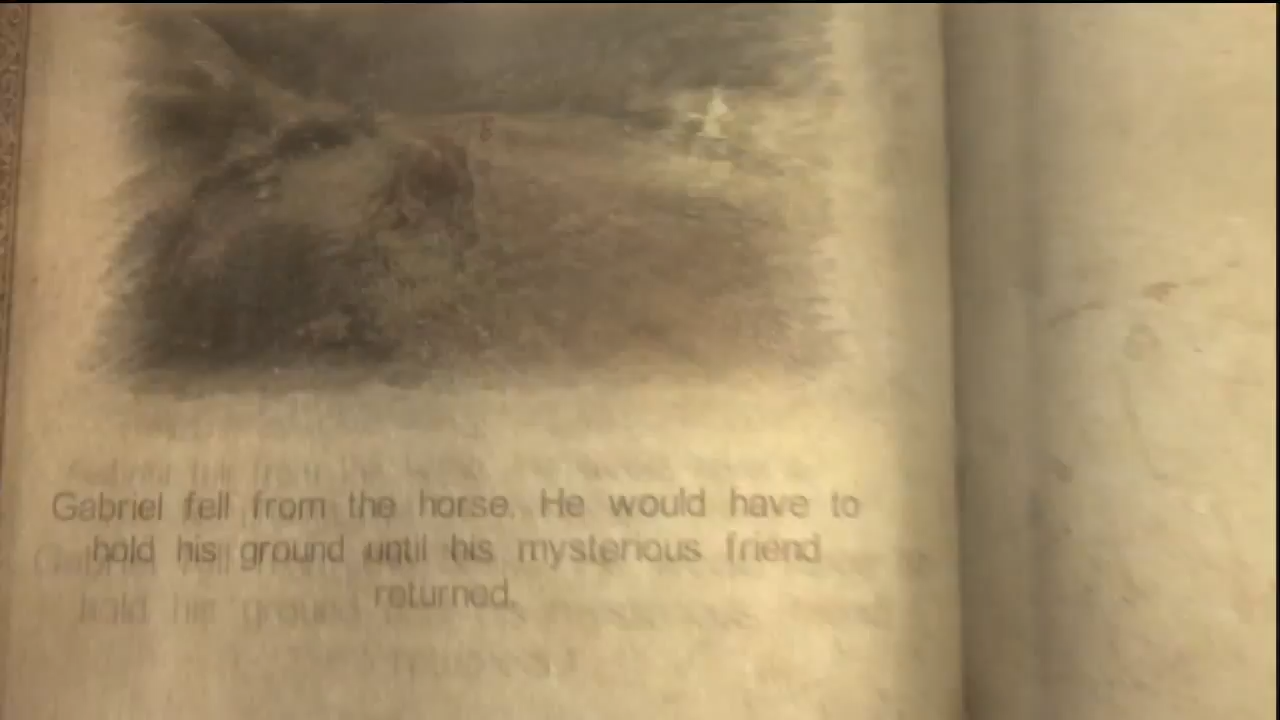 Gabriel fell from the horse. He would have to
hold his ground until his mysterious friend
returned.